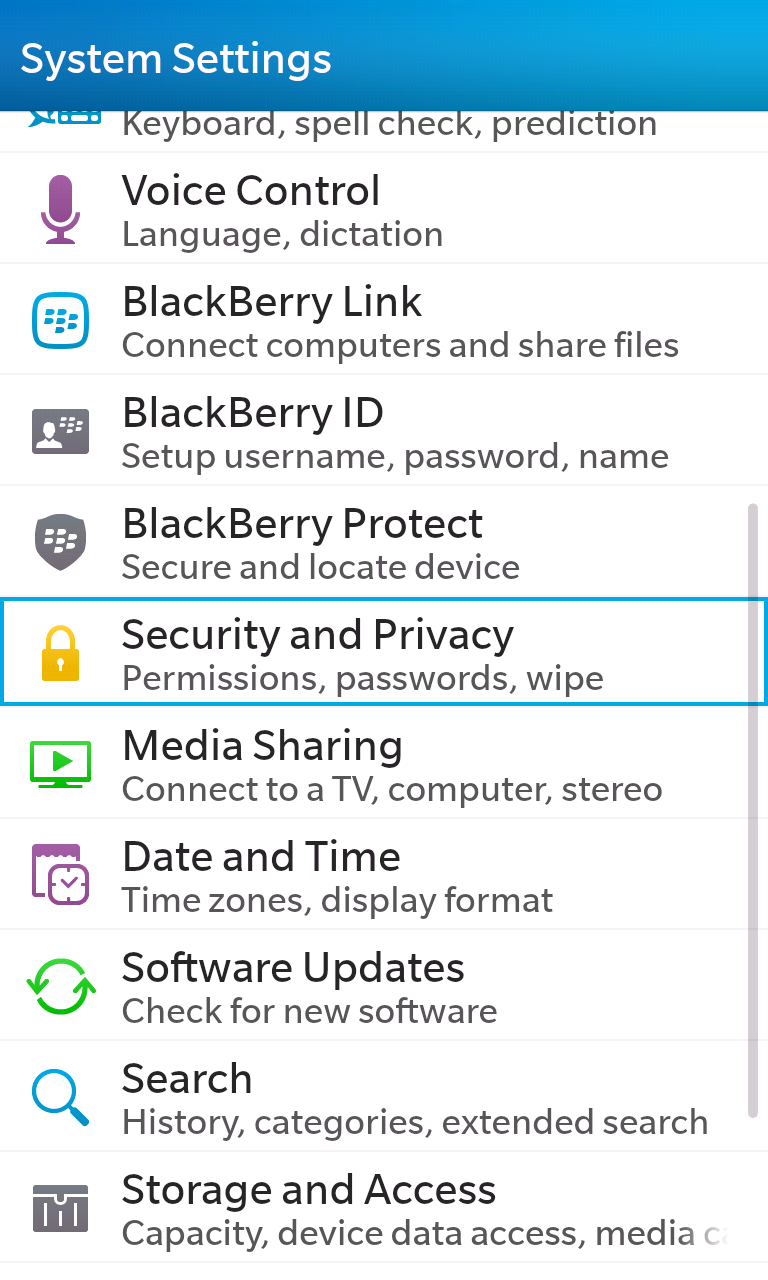 System Settings
Keyboard, spell check, prediction
Voice Control
Language, dictation
BlackBerry Link
Connect computers and share files
BlackBerry ID
Setup username, password, name
BlackBerry Protect
Secure and locate device
Security and Privacy
Permissions, passwords, wipe
Media Sharing
Connect to a TV, computer, stereo
Date and Time
Time zones, display format
Software Updates
Check for new software
Search
History, categories, extended search
Storage and Access
Capacity, device data access, media